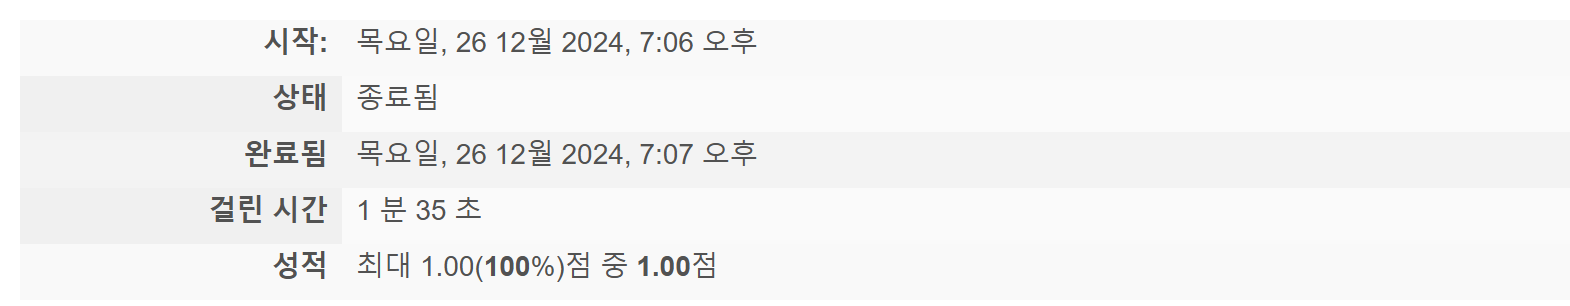 시작: 목요일, 26 12월 2024, 7:06 오후
상태 종료됨
완료됨 목요일, 26 12월 2024, 7:07 오후
걸린 시간 1 분 35 초
성적 최대 1.00(100%)점 중 1.00점